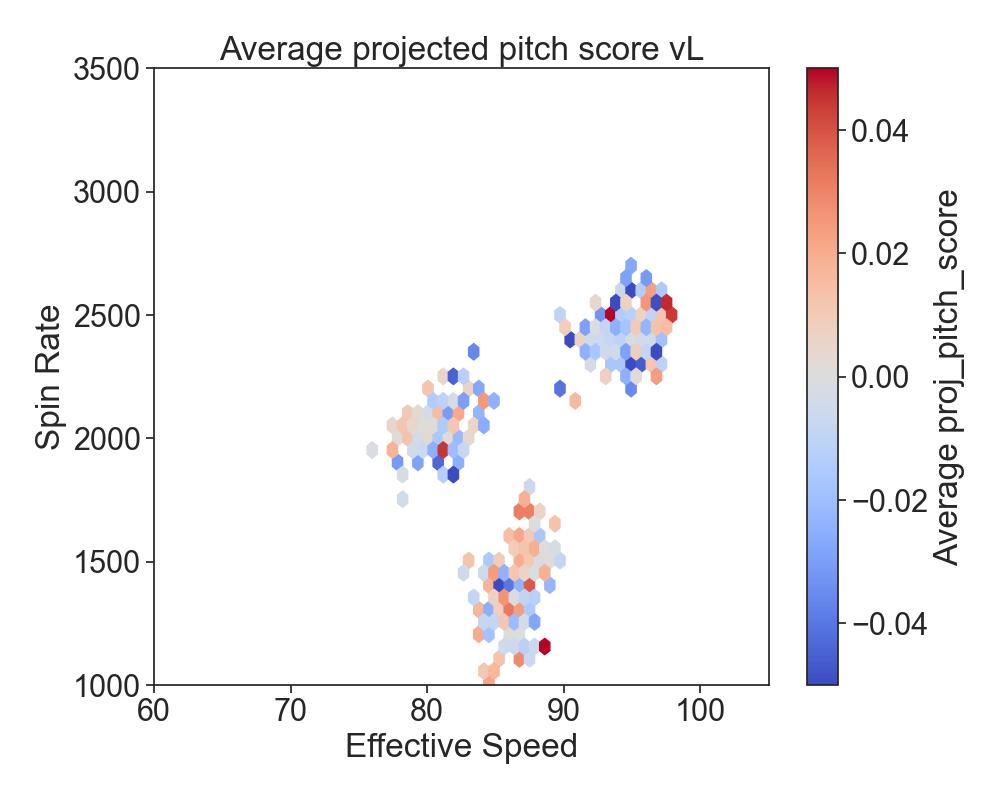 Average projected pitch score vL
3500
3000
2500
2000
1500
1000
Spin Rate
60 70 80 90 100
Effective Speed
0.04
0.02
0.00
−0.02
−0.04
Average proj_pitch_score